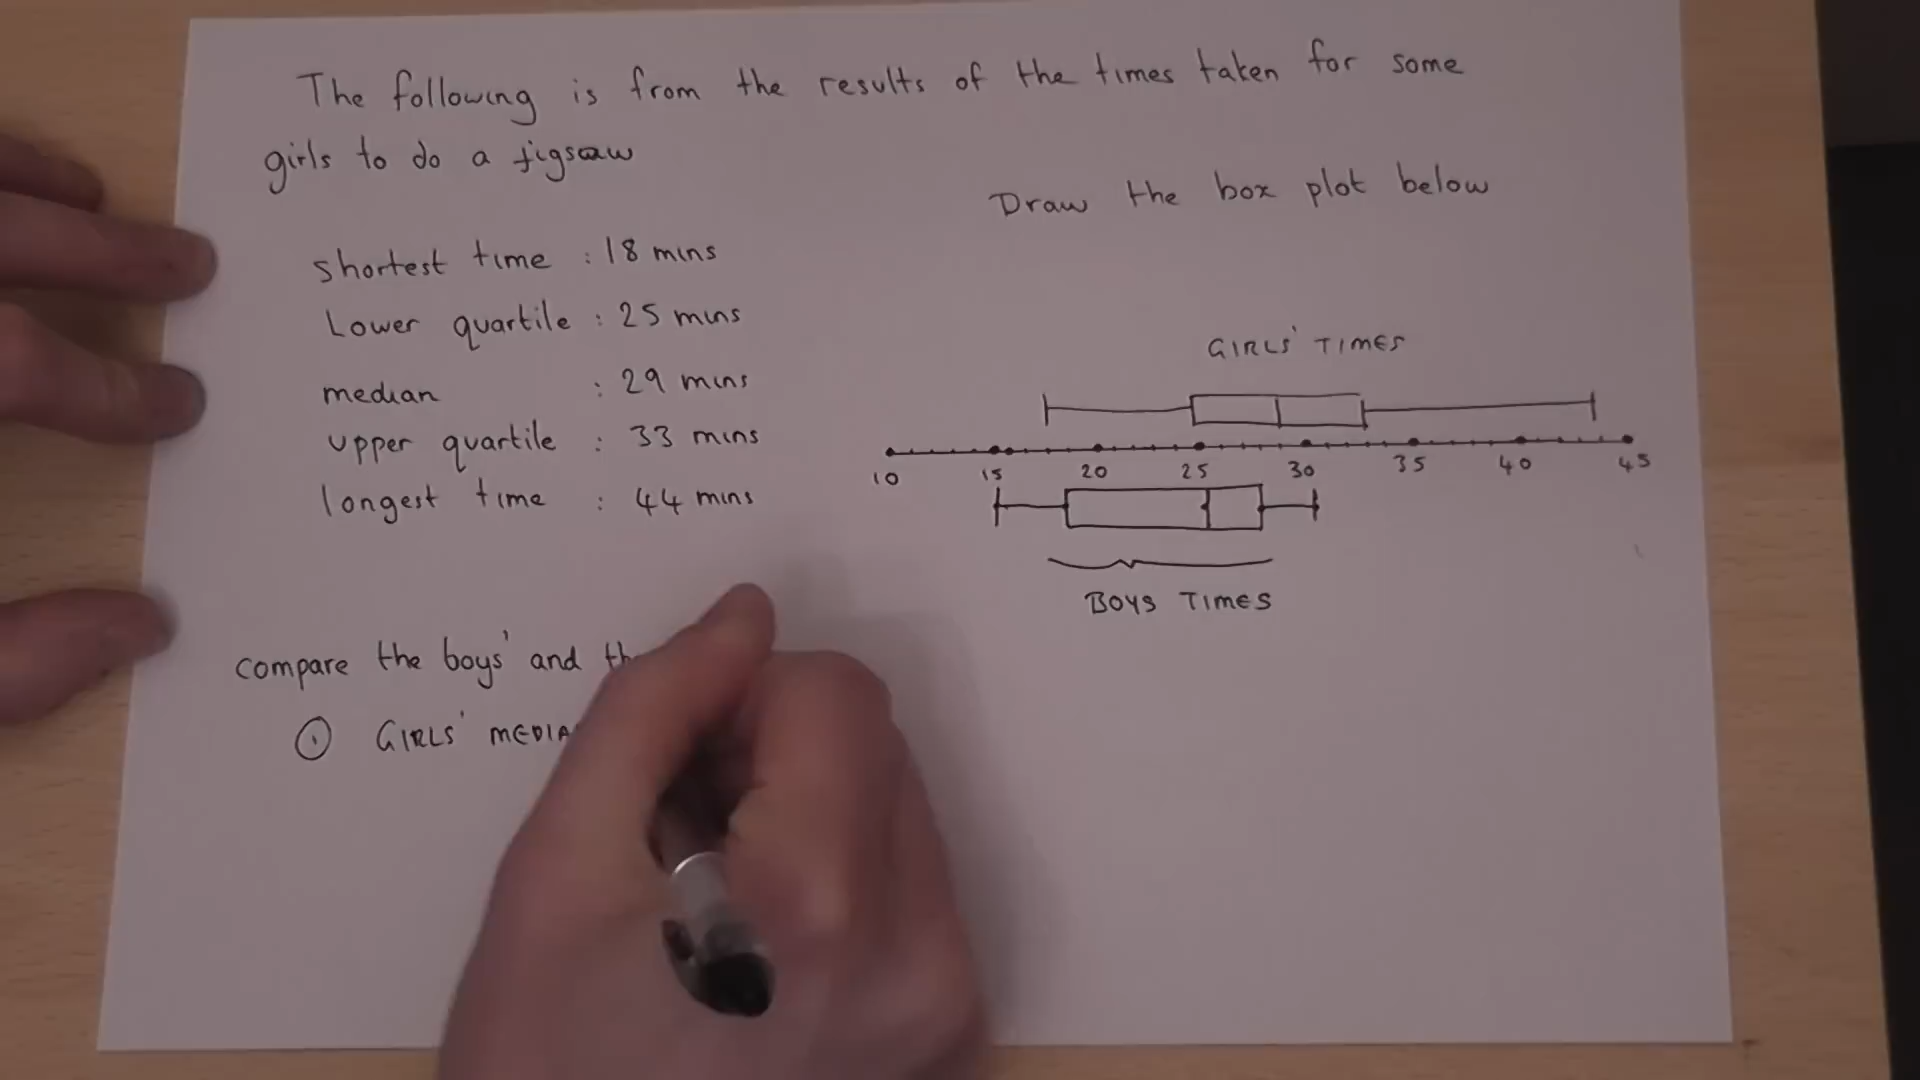 The following is from the results of the times taken for some
girls to do a jigsaw
Draw the box plot below
shortest time : 18 mins
Lower quartile : 25 mins
median : 29 mins
upper quartile : 33 mins
longest time : 44 mins
GIRLS' TIMES
10 15 20 25 30 35 40 45
BOYS TIMES
compare the boys' and
① GIRLS'